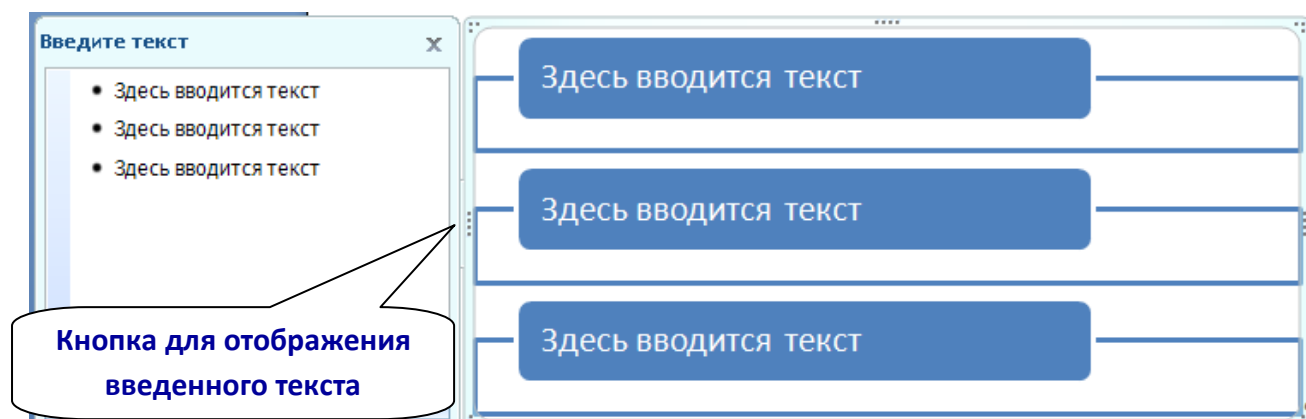 Введите текст
x
• Здесь вводится текст
• Здесь вводится текст
• Здесь вводится текст
Кнопка для отображения
введенного текста
Здесь вводится текст
Здесь вводится текст
Здесь вводится текст